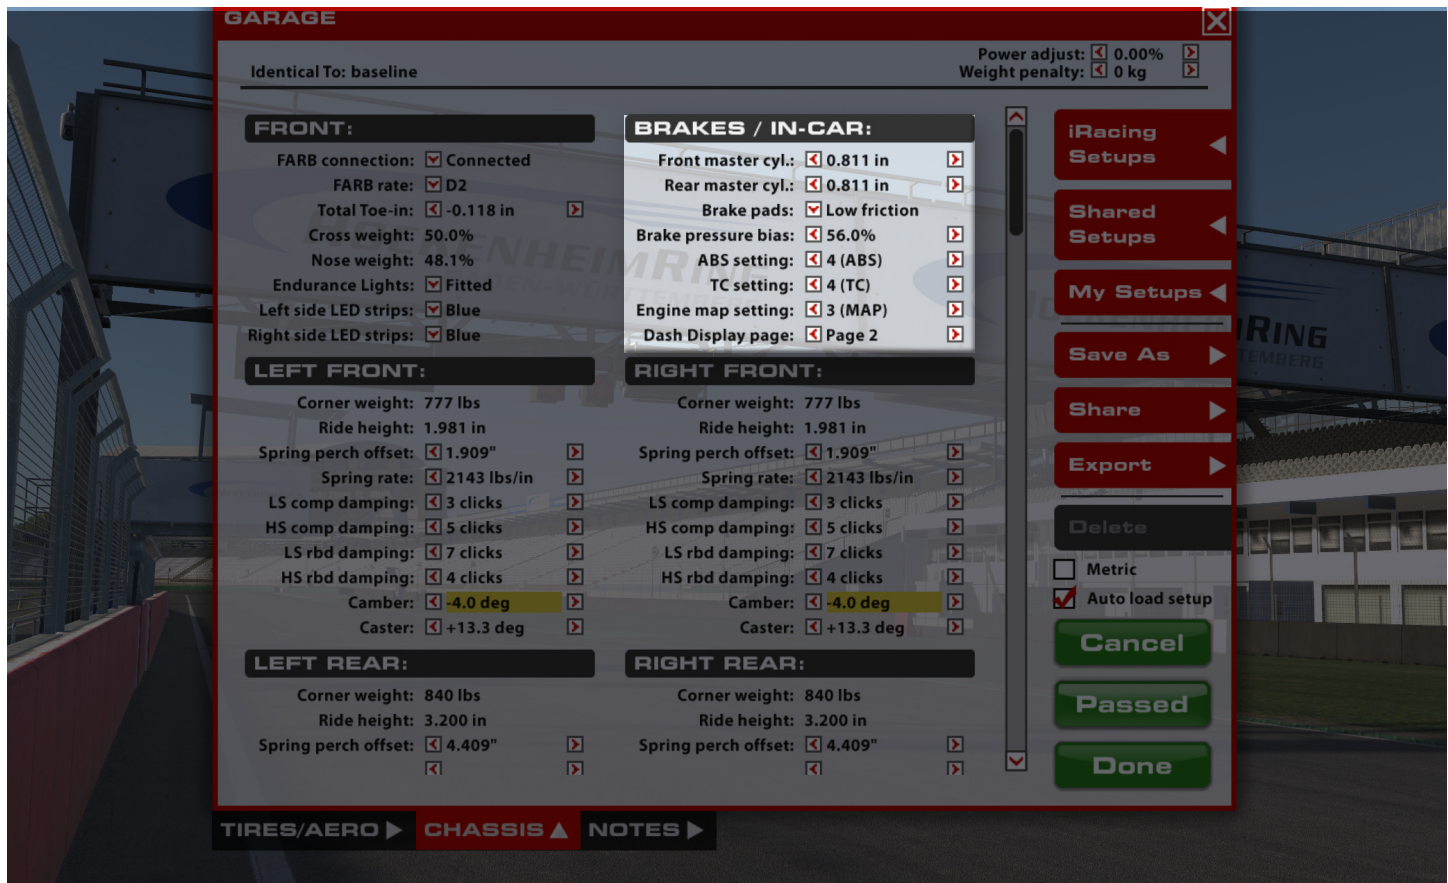 GARAGE
Power adjust: 0.00%
Identical To: baseline
Weight penalty: 0 kg
FRONT:
FARB connection: Connected
FARB rate: D2
Total Toe-in: -0.118 in
Cross weight: 50.0%
Nose weight: 48.1%
Endurance Lights: Fitted
Left side LED strips: Blue
Right side LED strips: Blue
BRAKES / IN-CAR:
Front master cyl.: 0.811 in
Rear master cyl.: 0.811 in
Brake pads: Low friction
Brake pressure bias: 56.0%
ABS setting: 4 (ABS)
TC setting: 4 (TC)
Engine map setting: 3 (MAP)
Dash Display page: Page 2
LEFT FRONT:
Corner weight: 777 lbs
Ride height: 1.981 in
Spring perch offset: 1.909"
Spring rate: 2143 lbs/in
LS comp damping: 3 clicks
HS comp damping: 5 clicks
LS rbd damping: 7 clicks
HS rbd damping: 4 clicks
Camber: -4.0 deg
Caster: +13.3 deg
RIGHT FRONT:
Corner weight: 777 lbs
Ride height: 1.981 in
Spring perch offset: 1.909"
Spring rate: 2143 lbs/in
LS comp damping: 3 clicks
HS comp damping: 5 clicks
LS rbd damping: 7 clicks
HS rbd damping: 4 clicks
Camber: -4.0 deg
Caster: +13.3 deg
LEFT REAR:
Corner weight: 840 lbs
Ride height: 3.200 in
Spring perch offset: 4.409"
RIGHT REAR:
Corner weight: 840 lbs
Ride height: 3.200 in
Spring perch offset: 4.409"
iRacing
Setups
Shared
Setups
My Setups
Save As
Share
Export
Delete
Metric
Auto load setup
Cancel
Passed
Done
TIRES/AERO
CHASSIS
NOTES